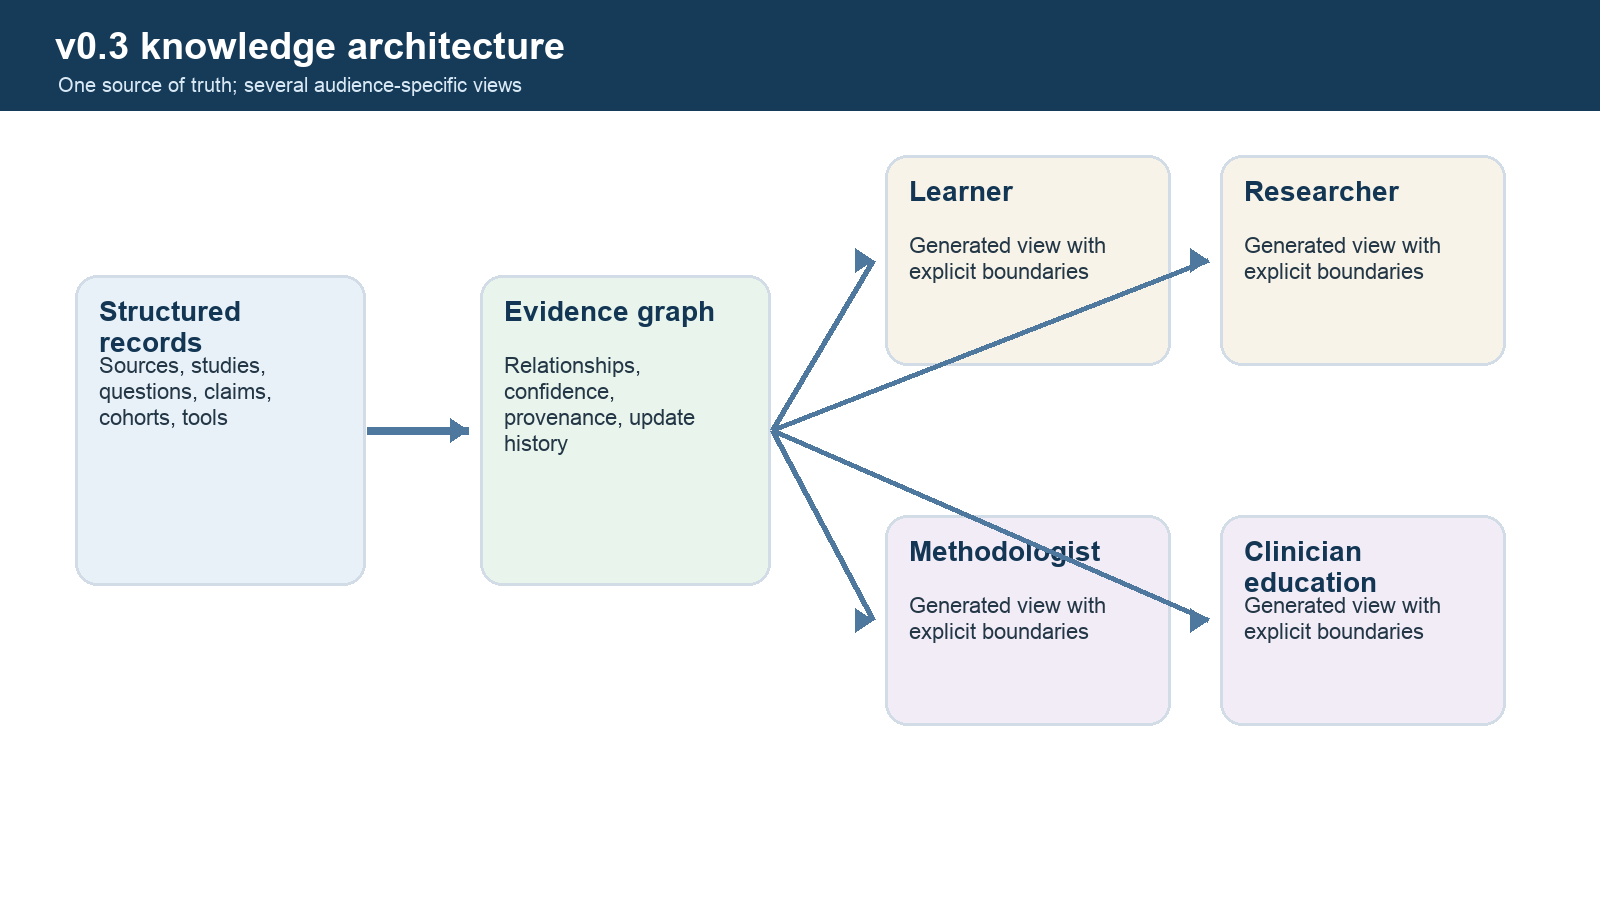 v0.3 knowledge architecture
One source of truth; several audience-specific views
Structured
records
Sources, studies,
questions, claims,
cohorts, tools
Evidence graph
Relationships,
confidence,
provenance, update
history
Learner
Generated view with
explicit boundaries
Researcher
Generated view with
explicit boundaries
Methodologist
Generated view with
explicit boundaries
Clinician
education
Generated view with
explicit boundaries